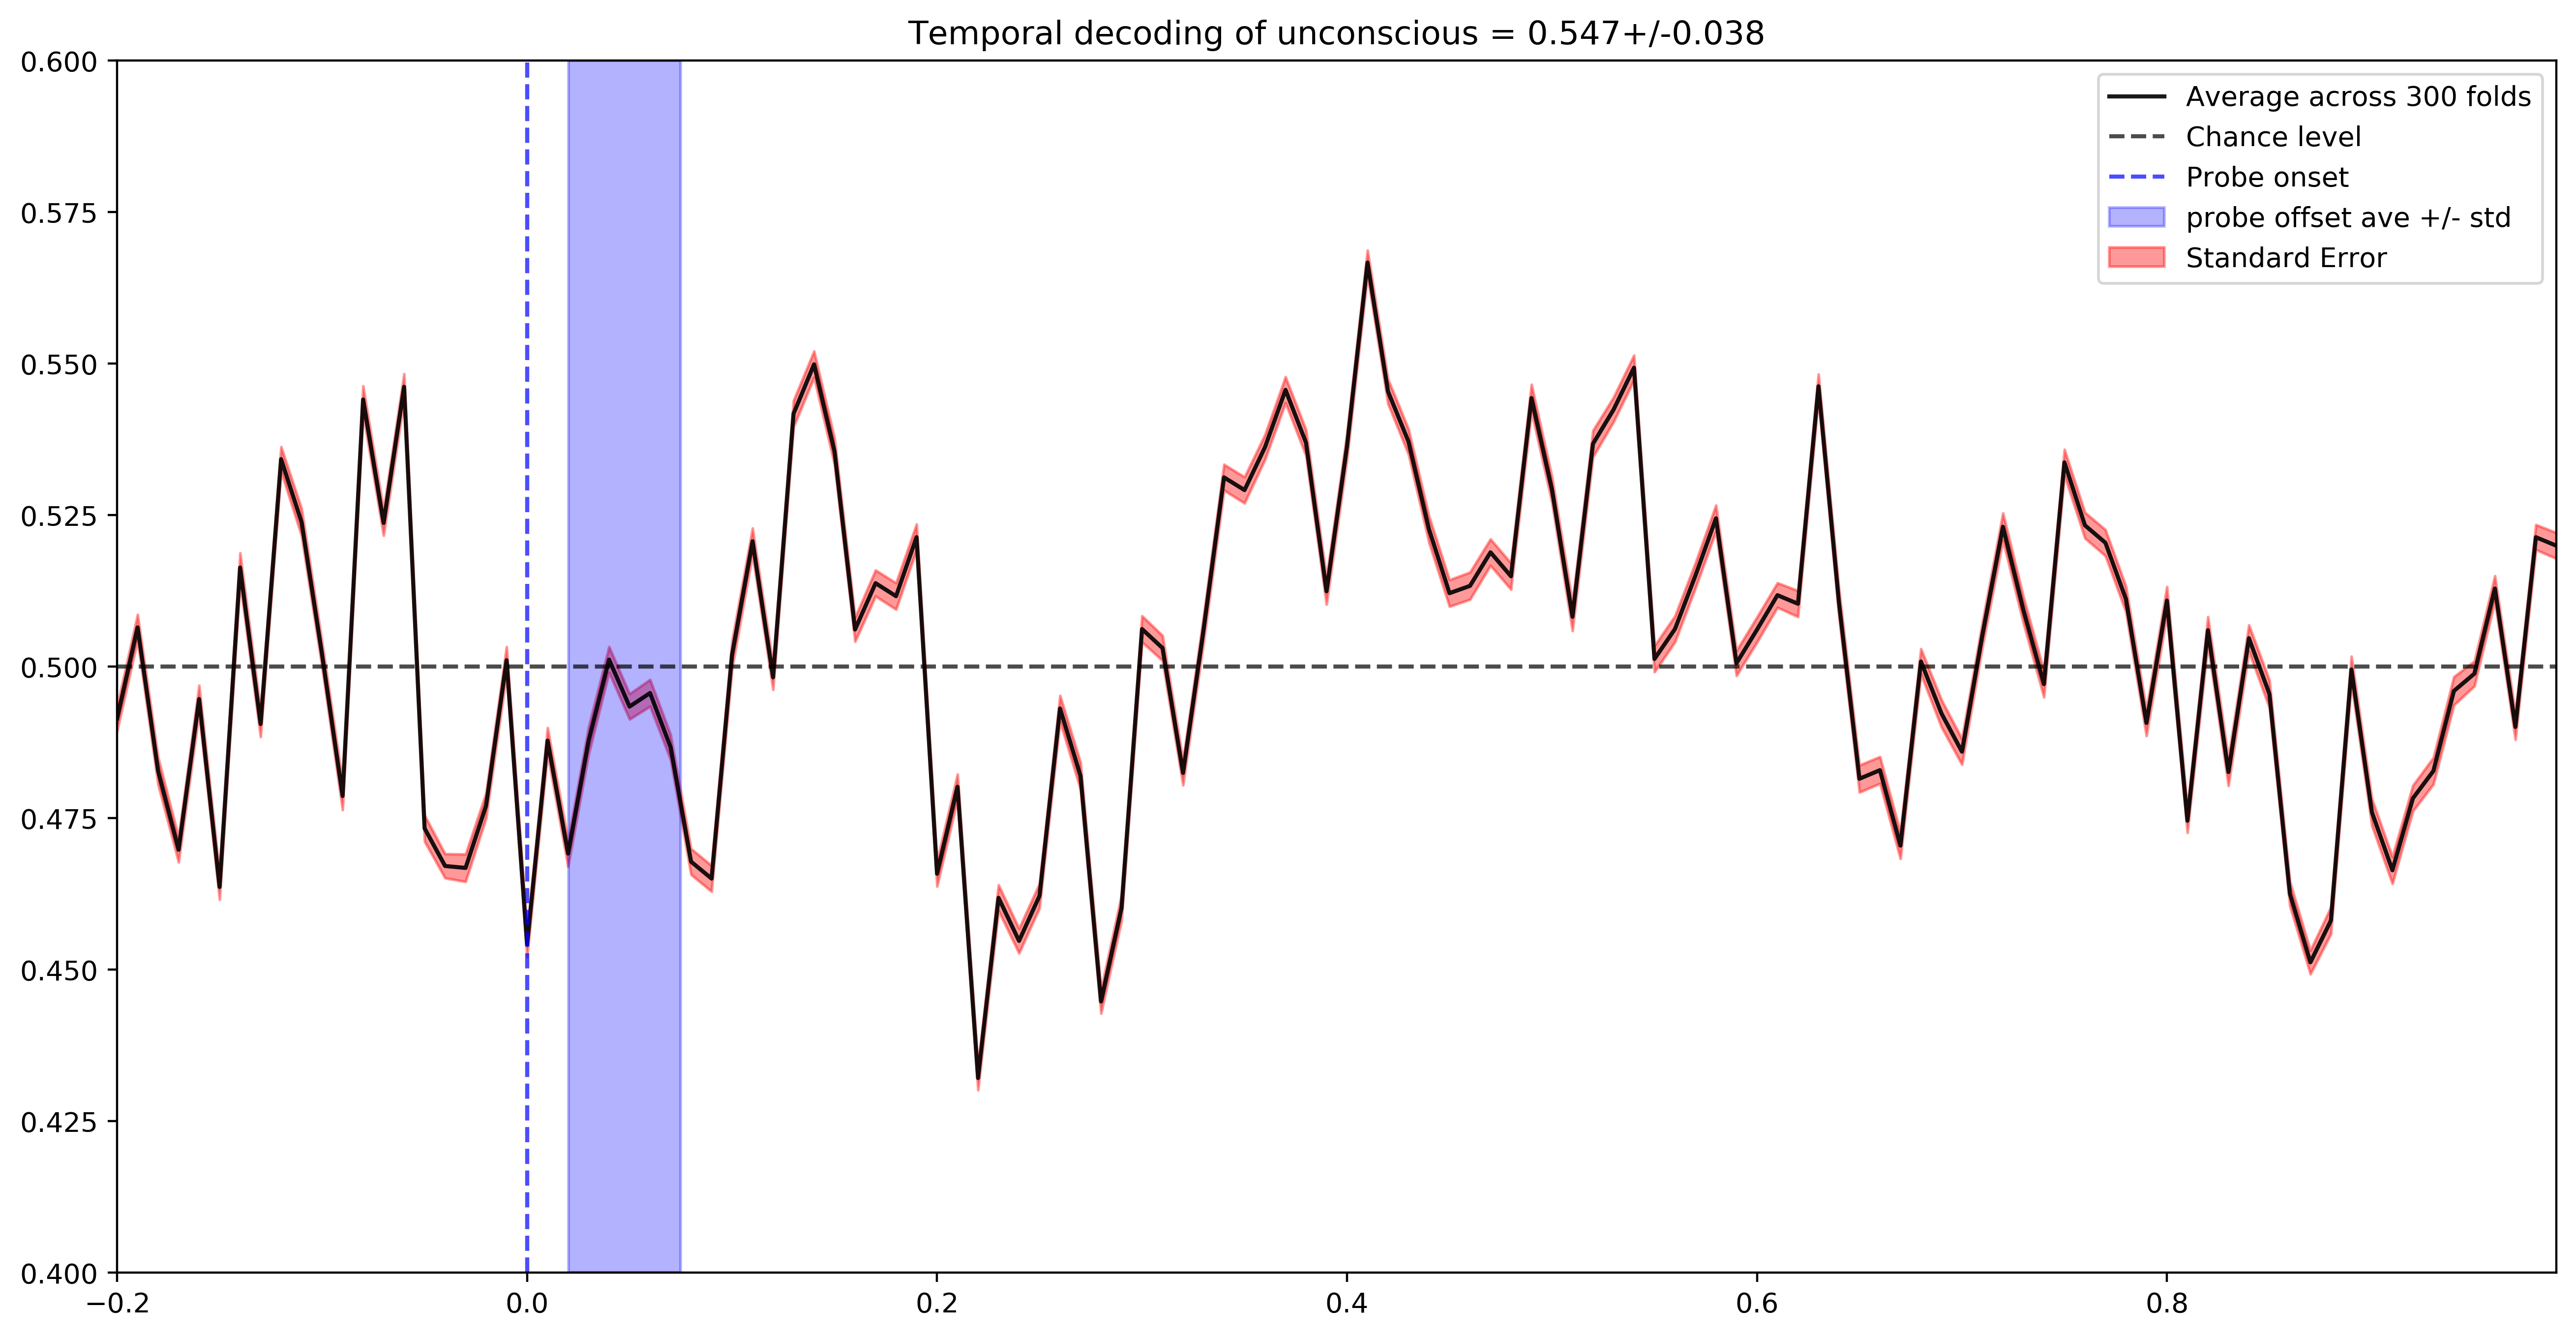 Temporal decoding of unconscious = 0.547+/-0.038
0.600
0.575
0.550
0.525
0.500
0.475
0.450
0.425
0.400
−0.2
0.0
0.2
0.4
0.6
0.8
Average across 300 folds
Chance level
Probe onset
probe offset ave +/- std
Standard Error